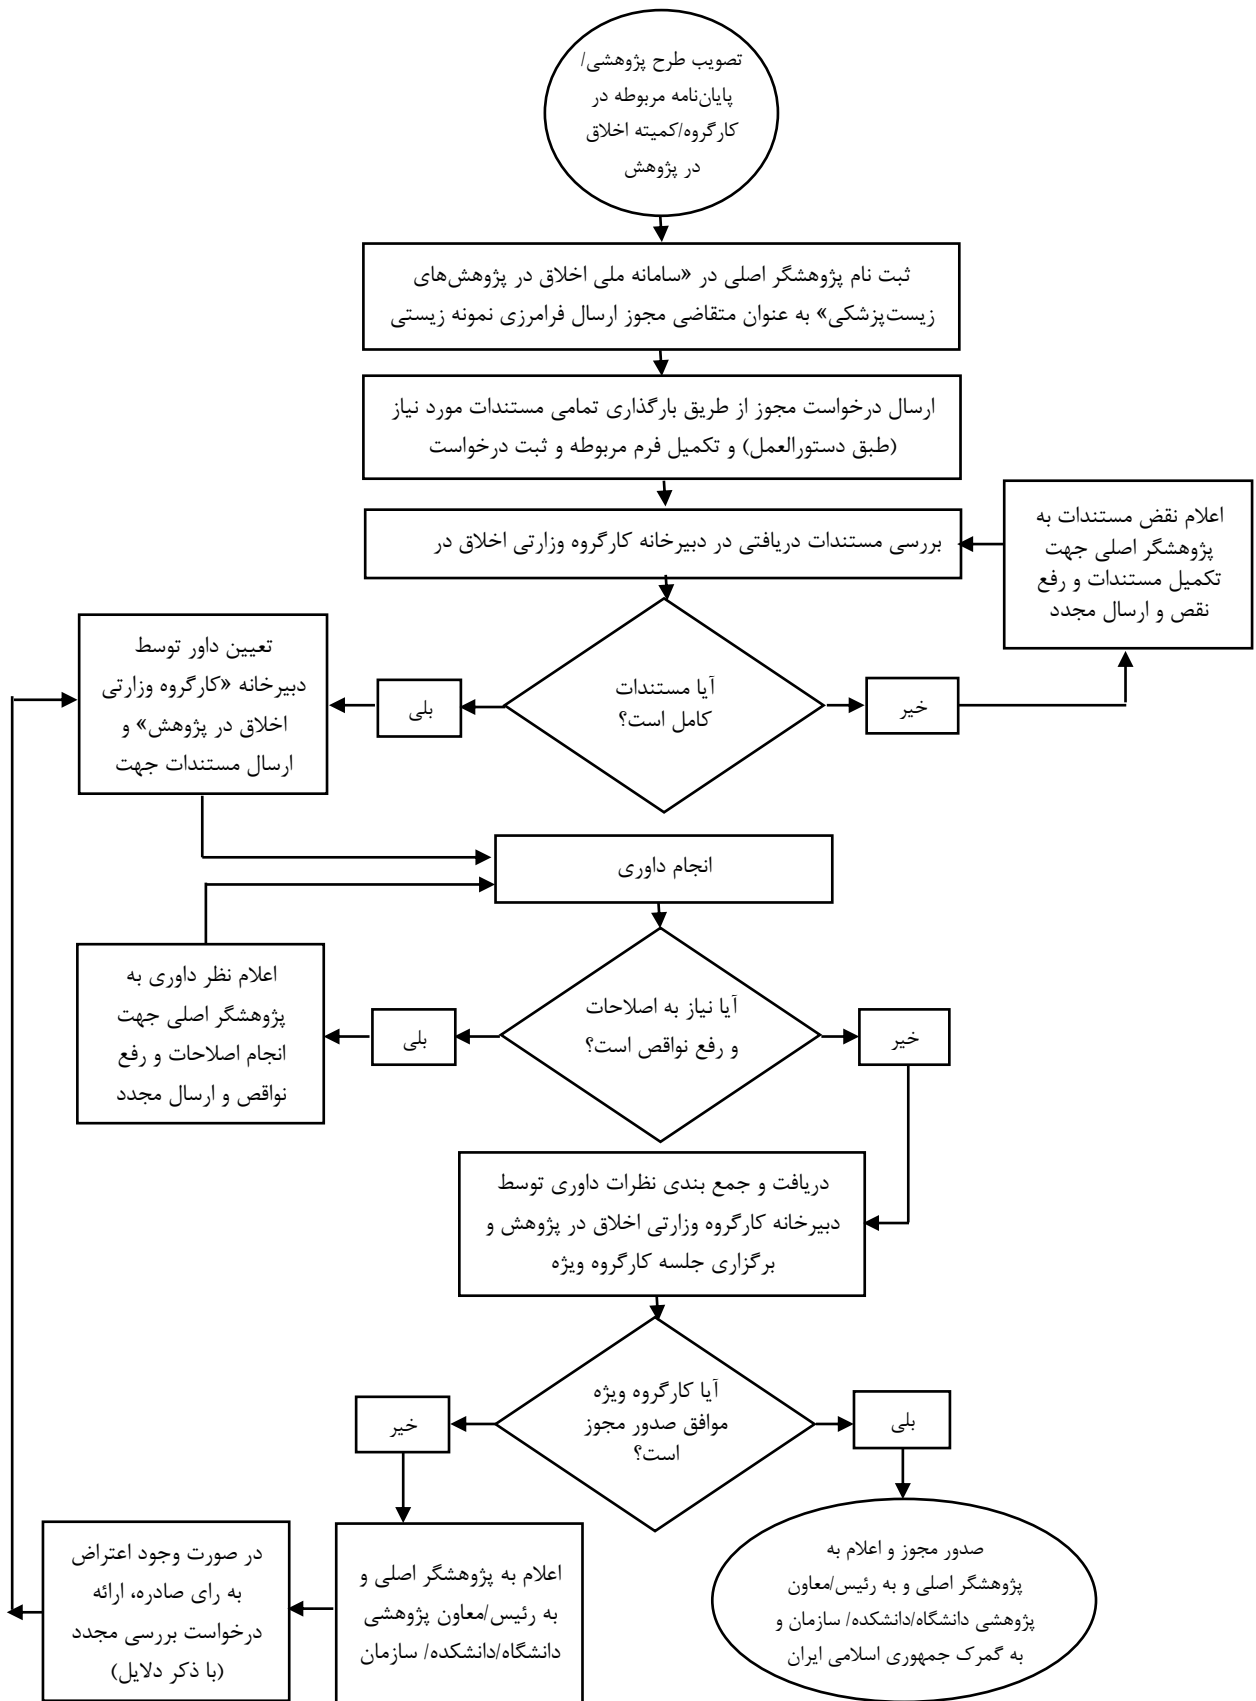 تصویب طرح پژوهشی/
پایان‌نامه مربوطه در
کارگروه/کمیته اخلاق
در پژوهش
ثبت نام پژوهشگر اصلی در «سامانه ملی اخلاق در پژوهش‌های
زیست‌پزشکی» به عنوان متقاضی مجوز ارسال فرامرزی نمونه زیستی
ارسال درخواست مجوز از طریق بارگذاری تمامی مستندات مورد نیاز
(طبق دستورالعمل) و تکمیل فرم مربوطه و ثبت درخواست
بررسی مستندات دریافتی در دبیرخانه کارگروه وزارتی اخلاق در
اعلام نقض مستندات به
پژوهشگر اصلی جهت
تکمیل مستندات و رفع
نقص و ارسال مجدد
آیا مستندات
کامل است؟
خیر
بلی
تعیین داور توسط
دبیرخانه «کارگروه وزارتی
اخلاق در پژوهش» و
ارسال مستندات جهت
انجام داوری
آیا نیاز به اصلاحات
و رفع نواقص است؟
خیر
بلی
اعلام نظر داوری به
پژوهشگر اصلی جهت
انجام اصلاحات و رفع
نواقص و ارسال مجدد
دریافت و جمع بندی نظرات داوری توسط
دبیرخانه کارگروه وزارتی اخلاق در پژوهش و
برگزاری جلسه کارگروه ویژه
آیا کارگروه ویژه
موافق صدور مجوز
است؟
بلی
خیر
صدور مجوز و اعلام به
پژوهشگر اصلی و به رئیس/معاون
پژوهشی دانشگاه/دانشکده/ سازمان و
به گمرک جمهوری اسلامی ایران
اعلام به پژوهشگر اصلی و
به رئیس/معاون پژوهشی
دانشگاه/دانشکده/ سازمان
در صورت وجود اعتراض
به رای صادره، ارائه
درخواست بررسی مجدد
(با ذکر دلایل)